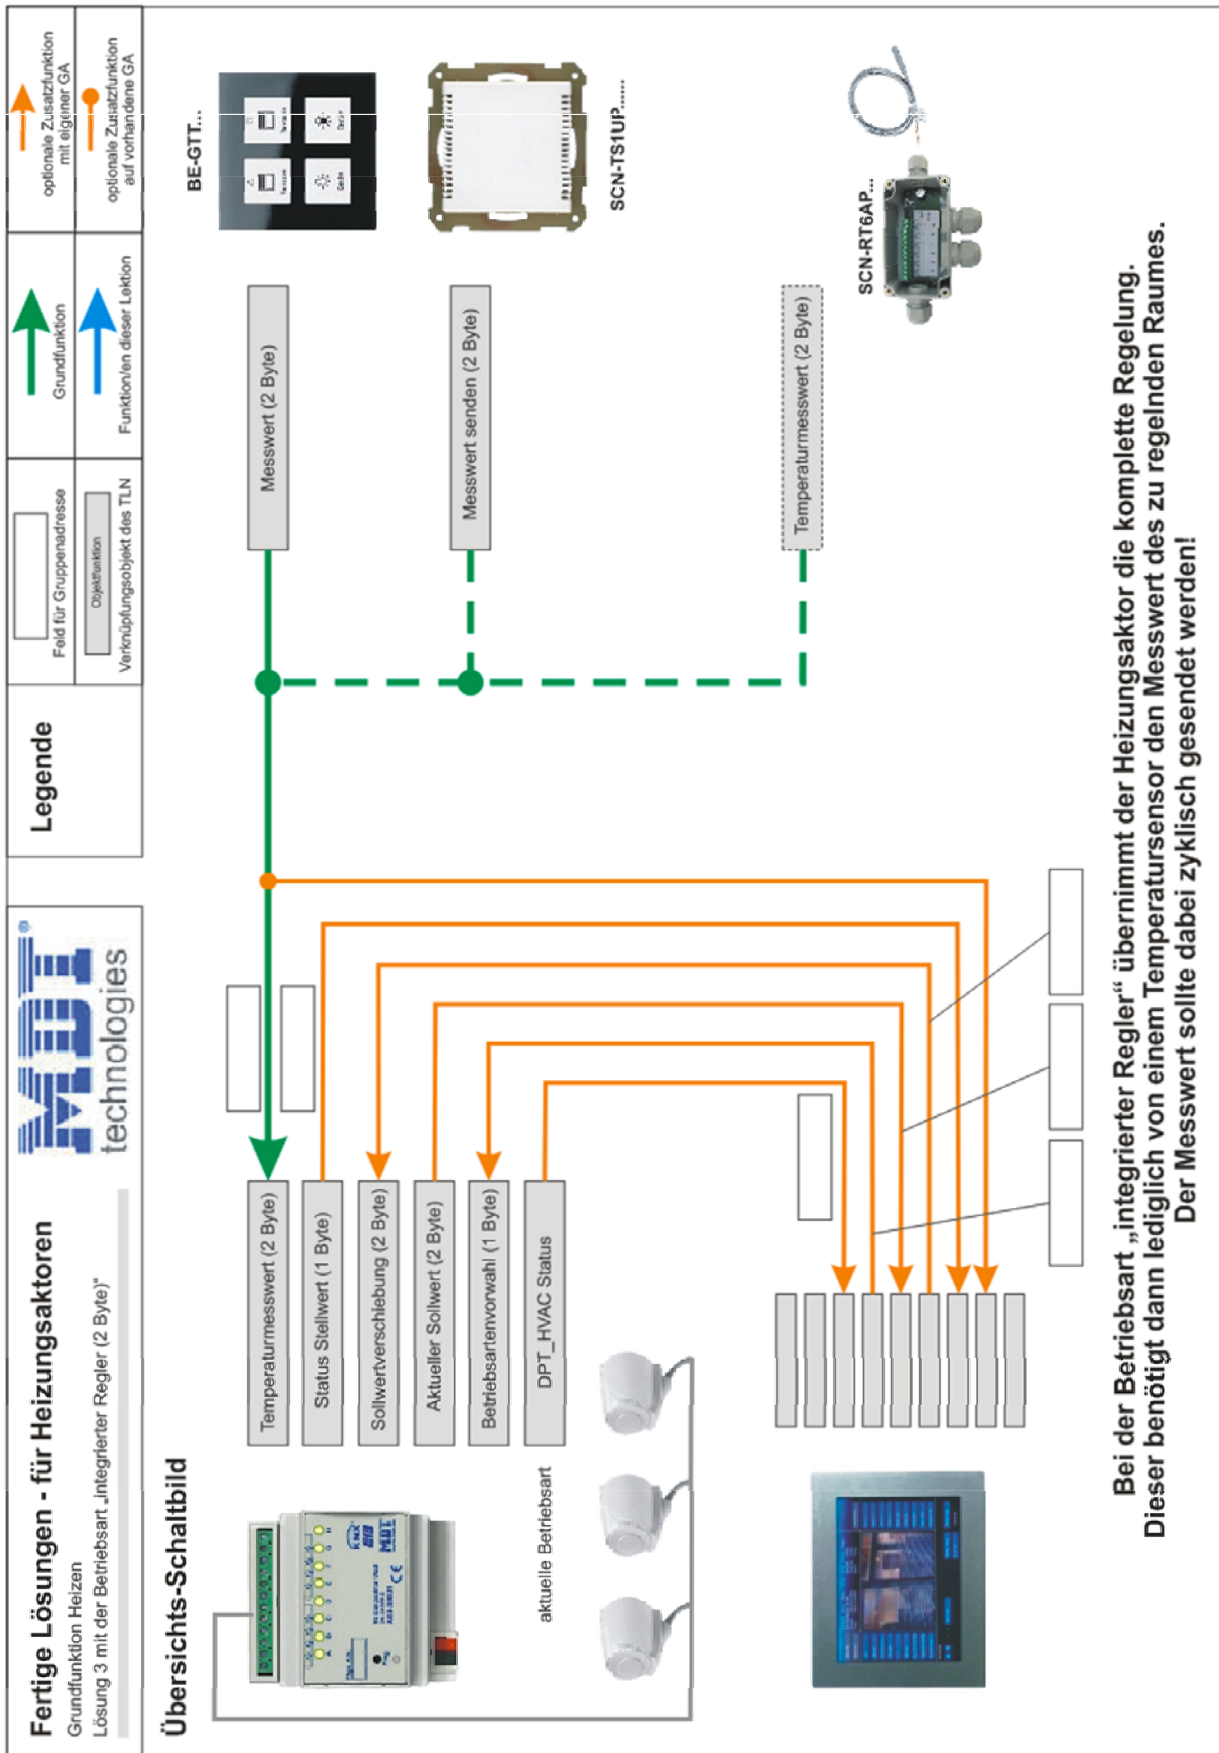 Fertige Lösungen - für Heizungsaktoren
Grundfunktion Heizen
Lösung 3 mit der Betriebsart „integrierter Regler (2 Byte)“
MDT®
technologies
Legende
Feld für Gruppenadresse
Objektfunktion
Verknüpfungsobjekt des TLN
Grundfunktion
Funktion/en dieser Lektion
optionale Zusatzfunktion
mit eigener GA
optionale Zusatzfunktion
auf vorhandene GA
Übersichts-Schaltbild
Temperaturmesswert (2 Byte)
Status Stellwert (1 Byte)
Sollwertverschiebung (2 Byte)
Aktueller Sollwert (2 Byte)
Betriebsartenvorwahl (1 Byte)
DPT_HVAC Status
aktuelle Betriebsart
Messwert (2 Byte)
Messwert senden (2 Byte)
Temperaturmesswert (2 Byte)
BE-GTT...
SCN-TS1UP......
SCN-RT6AP...
A B C D E F G H
KNX
EIB
MDT
CE
Bei der Betriebsart „integrierter Regler“ übernimmt der Heizungsaktor die komplette Regelung.
Dieser benötigt dann lediglich von einem Temperatursensor den Messwert des zu regelnden Raumes.
Der Messwert sollte dabei zyklisch gesendet werden!